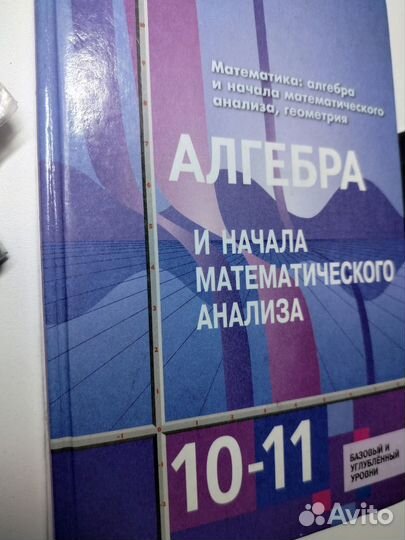 Математика: алгебра
и начала математического
анализа, геометрия
АЛГЕБРА
И НАЧАЛА
МАТЕМАТИЧЕСКОГО
АНАЛИЗА
10-11
БАЗОВЫЙ И
УГЛУБЛЁННЫЙ
УРОВНИ
Avito